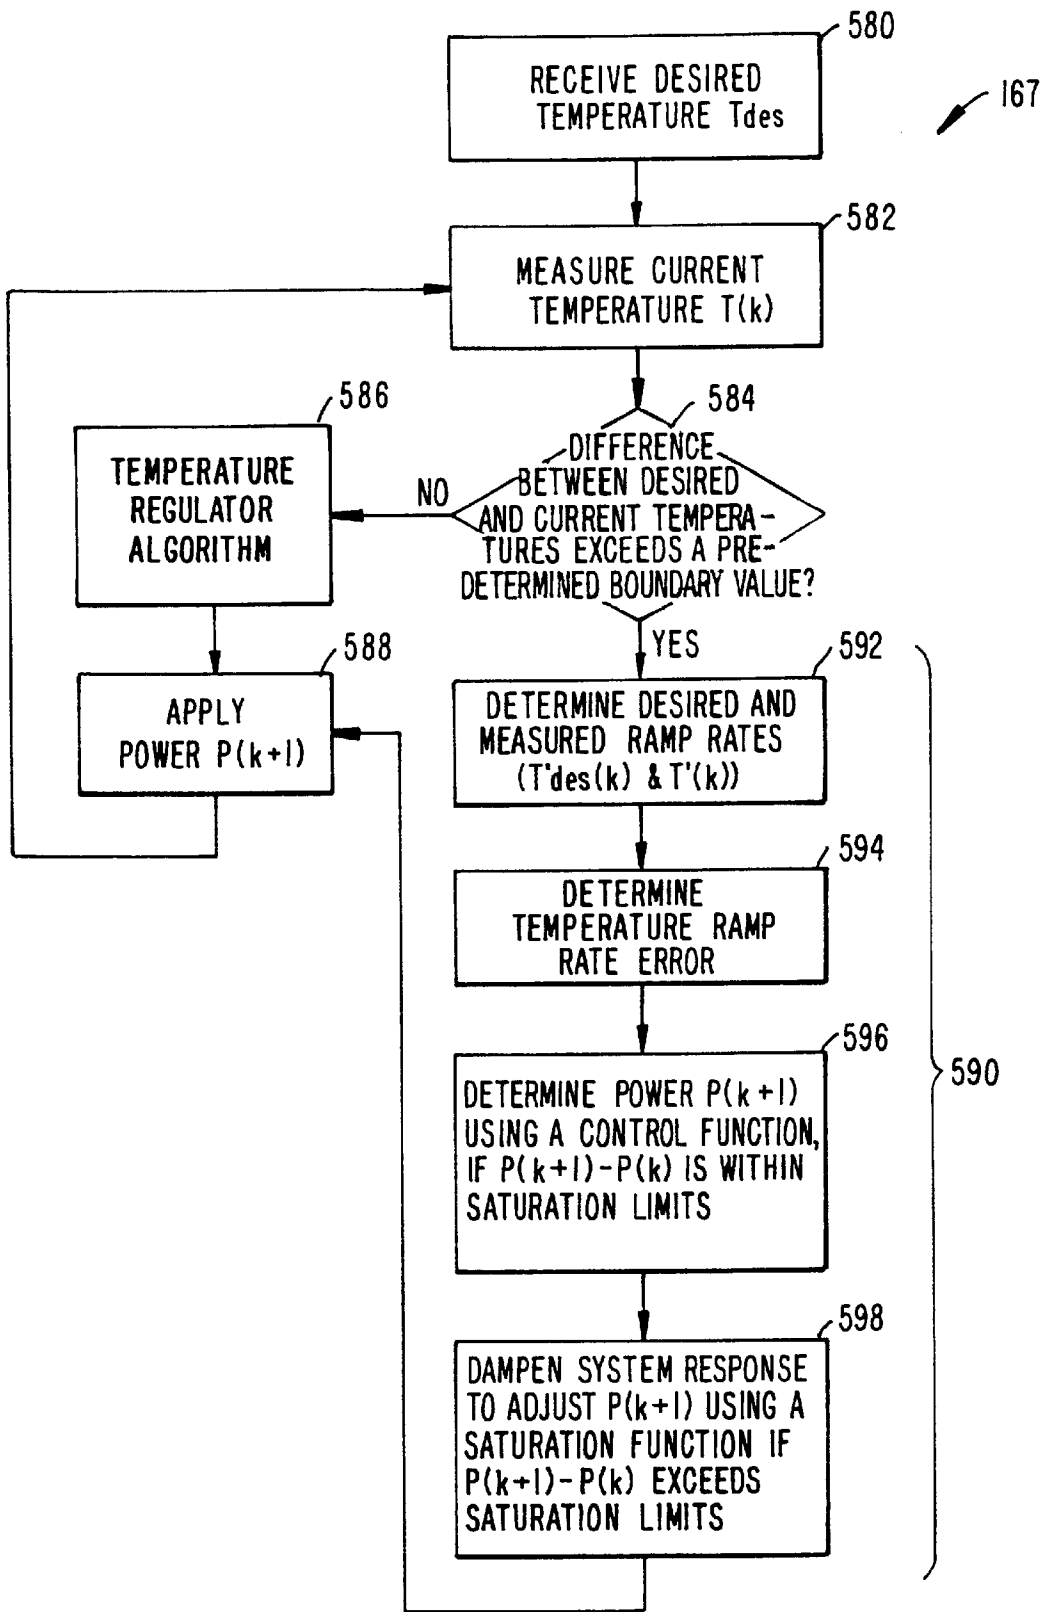 580
RECEIVE DESIRED
TEMPERATURE Tdes
167
582
MEASURE CURRENT
TEMPERATURE T(k)
584
DIFFERENCE
BETWEEN DESIRED
AND CURRENT TEMPERA-
TURES EXCEEDS A PRE-
DETERMINED BOUNDARY VALUE?
NO
586
TEMPERATURE
REGULATOR
ALGORITHM
588
APPLY
POWER P(k+1)
YES
592
DETERMINE DESIRED AND
MEASURED RAMP RATES
(T'des(k) & T'(k))
594
DETERMINE
TEMPERATURE RAMP
RATE ERROR
596
DETERMINE POWER P(k+1)
USING A CONTROL FUNCTION,
IF P(k+1)-P(k) IS WITHIN
SATURATION LIMITS
590
598
DAMPEN SYSTEM RESPONSE
TO ADJUST P(k+1) USING A
SATURATION FUNCTION IF
P(k+1)-P(k) EXCEEDS
SATURATION LIMITS